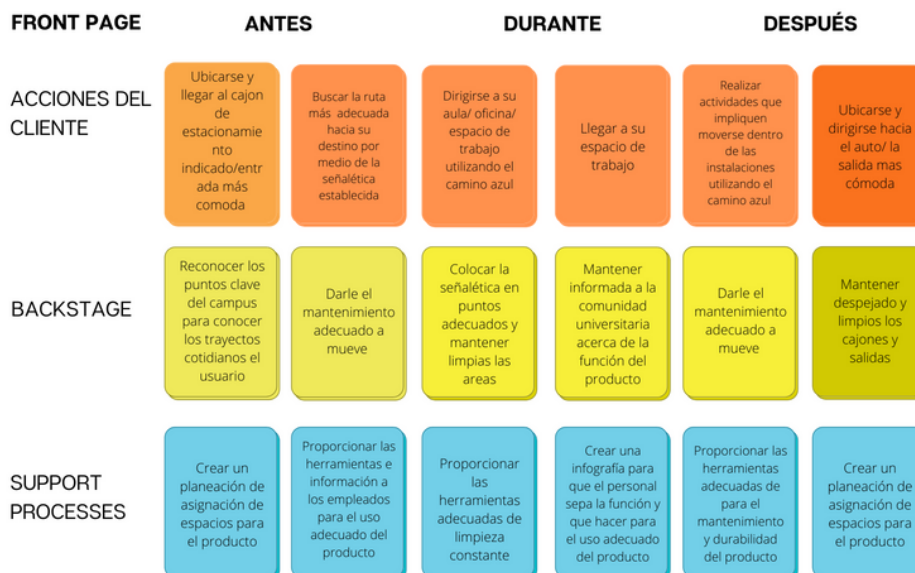 FRONT PAGE
ANTES
DURANTE
DESPUÉS
ACCIONES DEL
CLIENTE
Ubicarse y
llegar al cajon
de
estacionamie
nto
indicado/entr
ada más
comoda
Buscar la ruta
más adecuada
hacia su
destino por
medio de la
señalética
establecida
Dirigirse a su
aula/ oficina/
espacio de
trabajo
utilizando el
camino azul
Llegar a su
espacio de
trabajo
Realizar
actividades que
impliquen
moverse dentro
de las
instalaciones
utilizando el
camino azul
Ubicarse y
dirigirse hacia
el auto/ la
salida mas
cómoda
BACKSTAGE
Reconocer los
puntos clave
del campus
para conocer
los trayectos
cotidianos el
usuario
Darle el
mantenimiento
adecuado a
mueve
Colocar la
señalética en
puntos
adecuados y
mantener
limpias las
areas
Mantener
informada a la
comunidad
universitaria
acerca de la
función del
producto
Darle el
mantenimiento
adecuado a
mueve
Mantener
despejado y
limpios los
cajones y
salidas
SUPPORT
PROCESSES
Crear un
planeación de
asignación de
espacios para
el producto
Proporcionar las
herramientas e
información a
los empleados
para el uso
adecuado del
producto
Proporcionar
las
herramientas
adecuadas de
limpieza
constante
Crear una
infografía para
que el personal
sepa la función y
que hacer para
el uso adecuado
del producto
Proporcionar las
herramientas
adecuadas de
para el
mantenimiento
y durabilidad
del producto
Crear un
planeación de
asignación de
espacios para
el producto